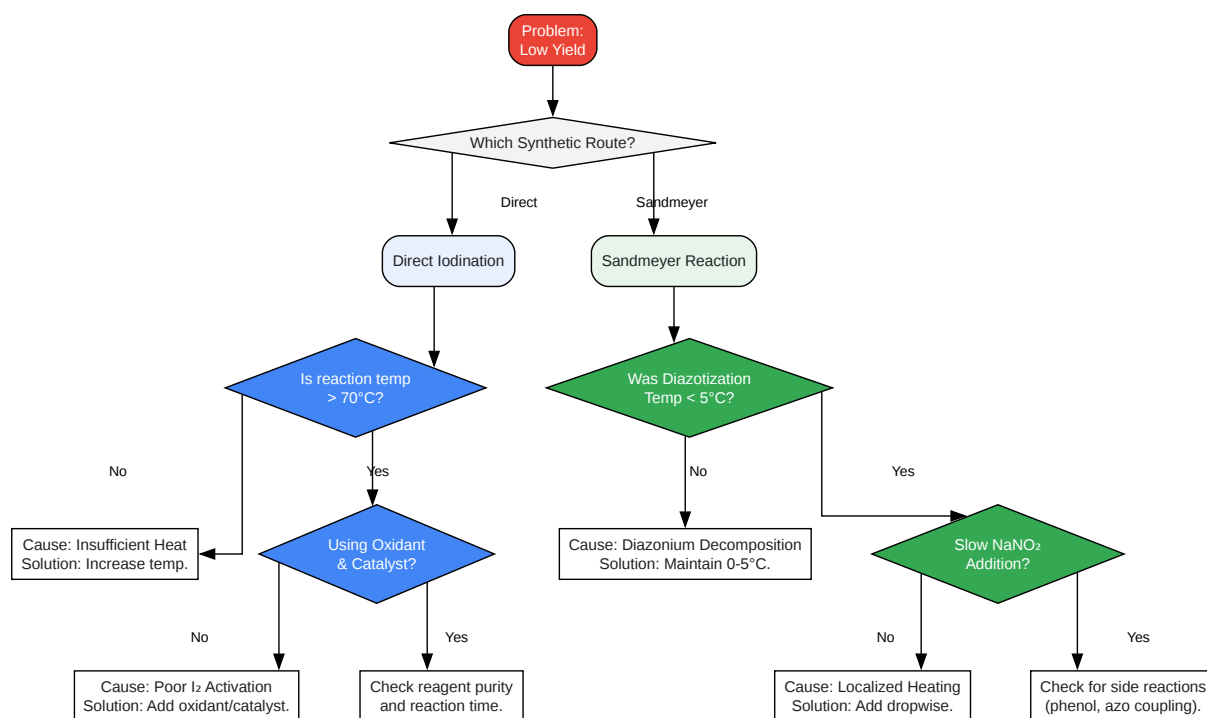 Problem:
Low Yield
Which Synthetic Route?
Direct
Sandmeyer
Direct Iodination
Sandmeyer Reaction
Is reaction temp
> 70°C?
Was Diazotization
Temp < 5°C?
No
Yes
No
Yes
Cause: Insufficient Heat
Solution: Increase temp.
Using Oxidant
& Catalyst?
Cause: Diazonium Decomposition
Solution: Maintain 0-5°C.
Slow NaNO₂
Addition?
No
Yes
No
Yes
Cause: Poor I₂ Activation
Solution: Add oxidant/catalyst.
Check reagent purity
and reaction time.
Cause: Localized Heating
Solution: Add dropwise.
Check for side reactions
(phenol, azo coupling).